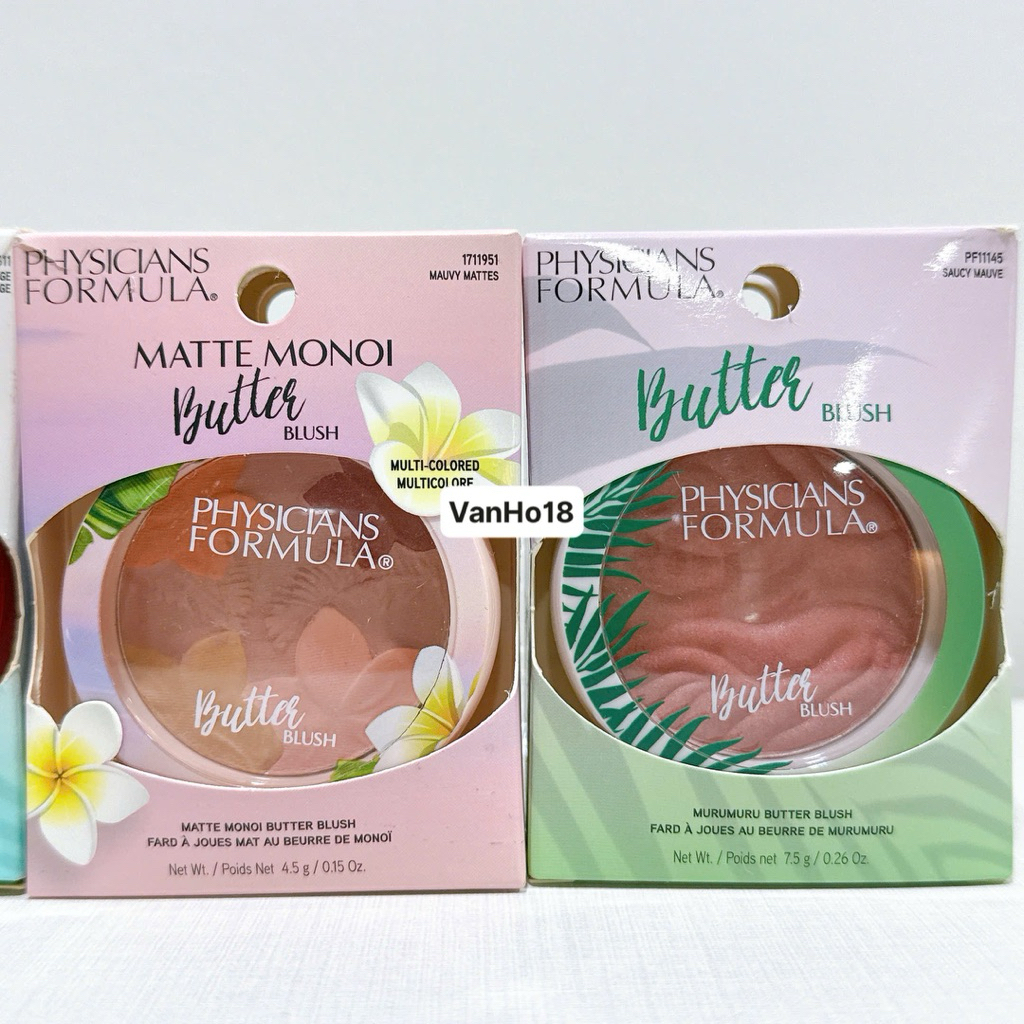 PHYSICIANS
FORMULA®
1711951
MAUVY MATTES
MATTE MONOI
Butter
BLUSH
MULTI-COLORED
MULTICOLORE
PHYSICIANS
FORMULA®
Butter
BLUSH
MATTE MONOI BUTTER BLUSH
FARD À JOUES MAT AU BEURRE DE MONOÏ
Net Wt. / Poids Net 4.5 g / 0.15 Oz.
VanHo18
PHYSICIANS
FORMULA®
PF11145
SAUCY MAUVE
Butter
BLUSH
PHYSICIANS
FORMULA®
Butter
BLUSH
MURUMURU BUTTER BLUSH
FARD À JOUES AU BEURRE DE MURUMURU
Net Wt. / Poids net 7.5 g / 0.26 Oz.